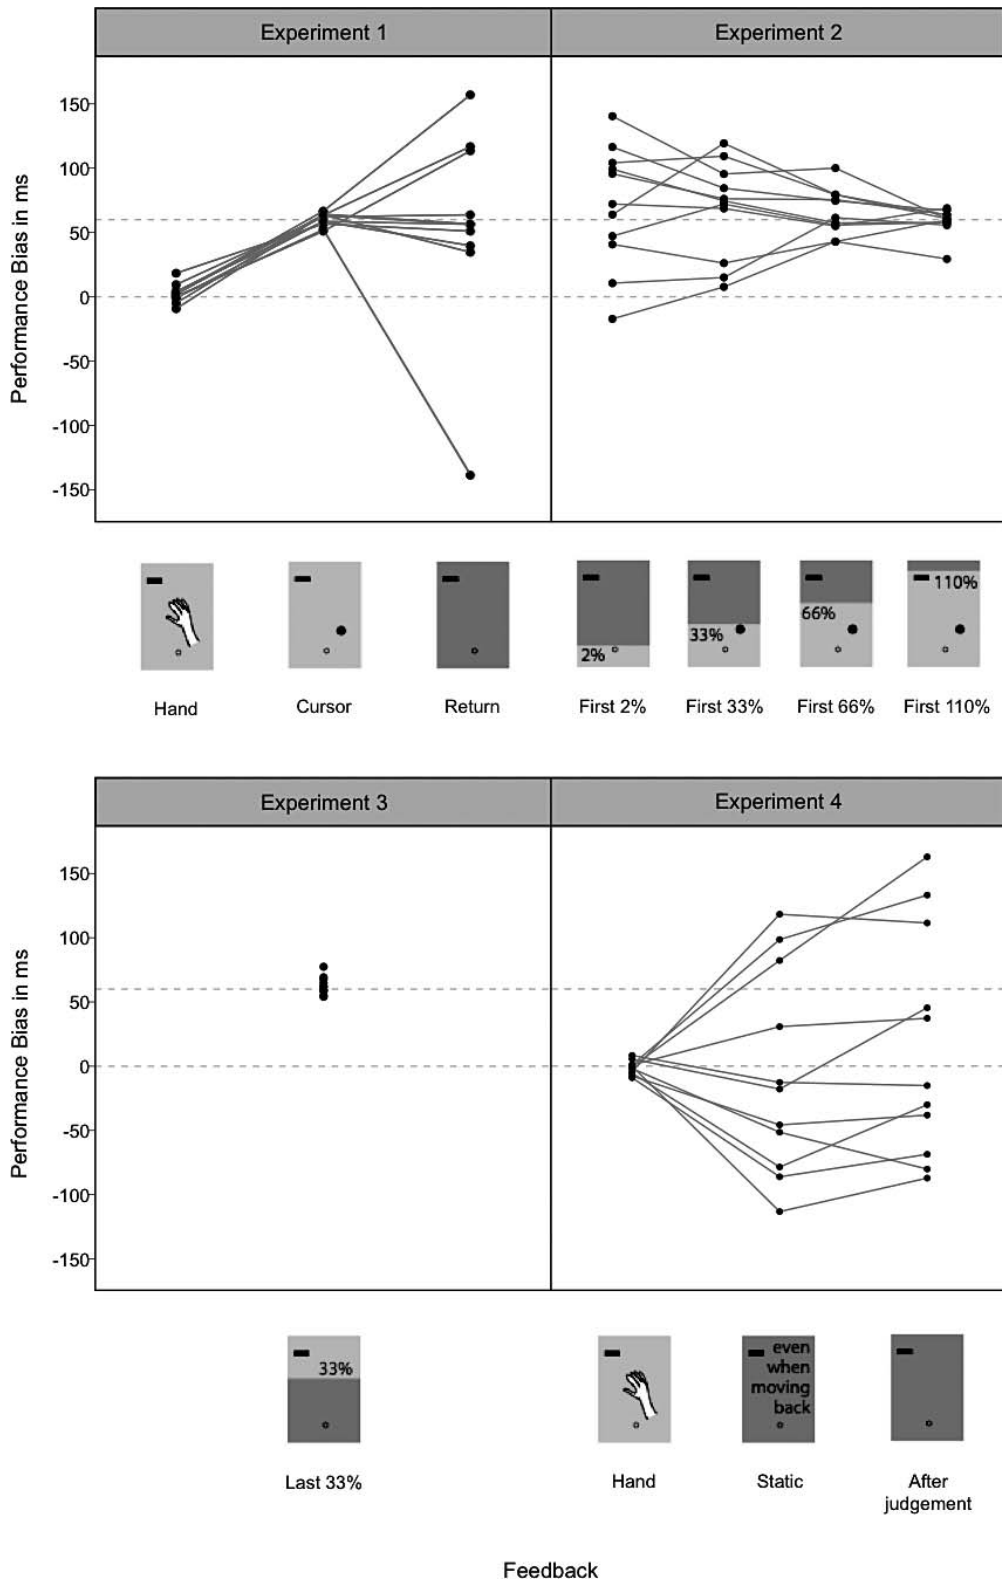 Experiment 1
Experiment 2
Performance Bias in ms
150
100
50
0
-50
-100
-150
2%
33%
66%
110%
Hand
Cursor
Return
First 2%
First 33%
First 66%
First 110%
Experiment 3
Experiment 4
Performance Bias in ms
150
100
50
0
-50
-100
-150
33%
even
when
moving
back
Last 33%
Hand
Static
After
judgement
Feedback